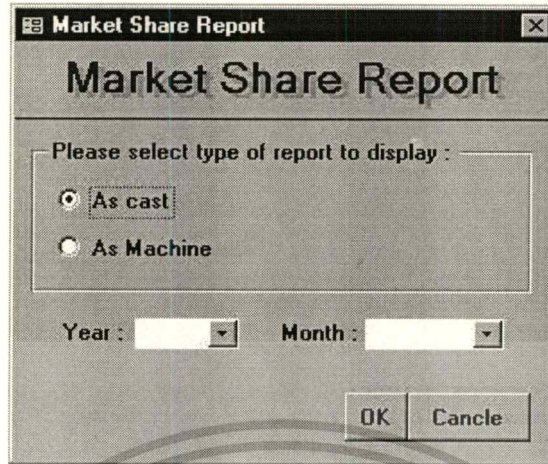 Market Share Report
Market Share Report
Please select type of report to display :
As cast
As Machine
Year : Month :
OK Cancle